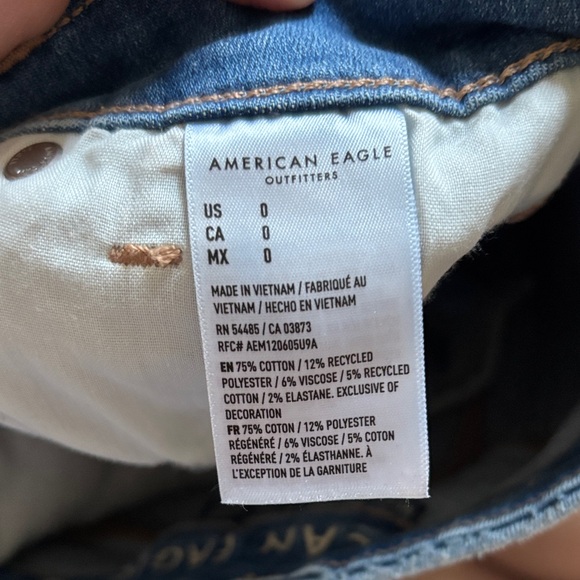 AMERICAN EAGLE
OUTFITTERS
US 0
CA 0
MX 0
MADE IN VIETNAM / FABRIQUÉ AU
VIETNAM / HECHO EN VIETNAM
RN 54485 / CA 03873
RFC# AEM120605U9A
EN 75% COTTON / 12% RECYCLED
POLYESTER / 6% VISCOSE / 5% RECYCLED
COTTON / 2% ELASTANE. EXCLUSIVE OF
DECORATION
FR 75% COTON / 12% POLYESTER
RÉGÉNÉRÉ / 6% VISCOSE / 5% COTON
RÉGÉNÉRÉ / 2% ÉLASTHANNE. À
L'EXCEPTION DE LA GARNITURE